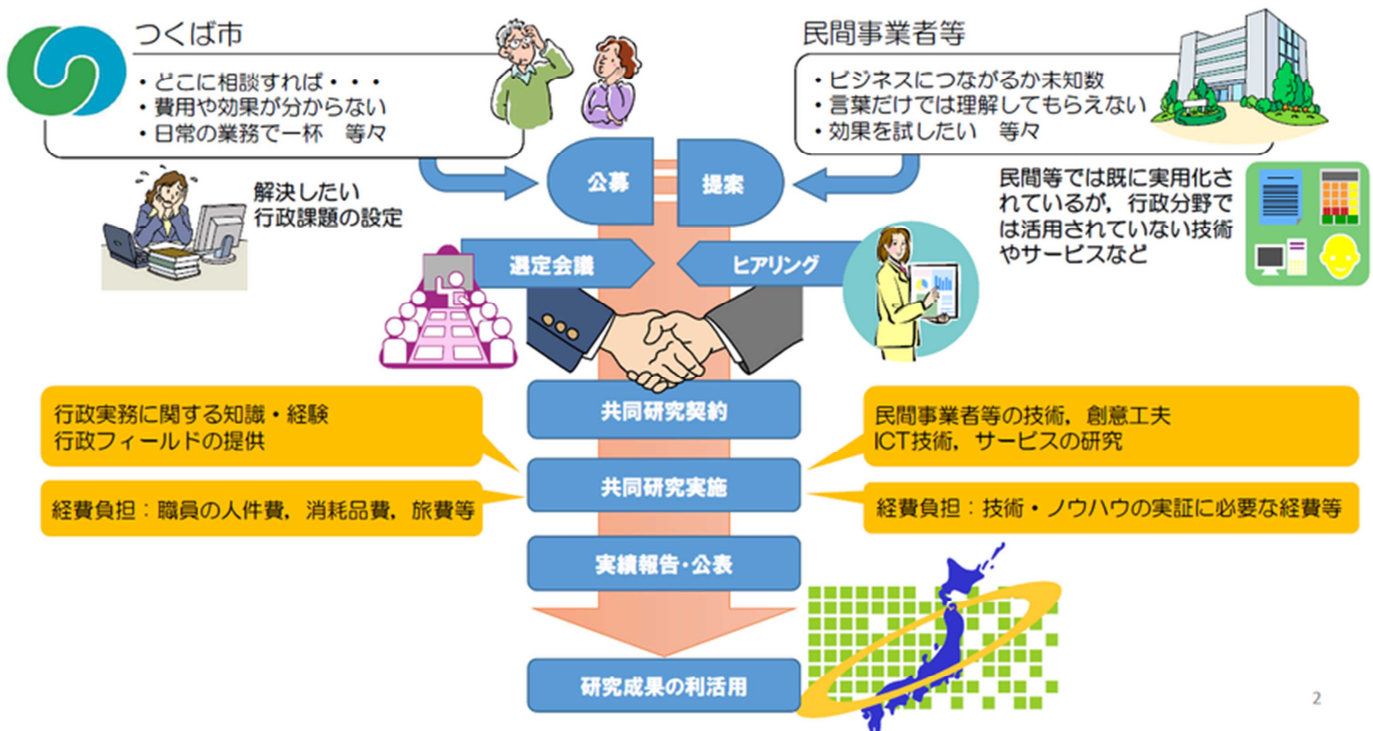 つくば市
・どこに相談すれば・・・
・費用や効果が分からない
・日常の業務で一杯　等々
民間事業者等
・ビジネスにつながるか未知数
・言葉だけでは理解してもらえない
・効果を試したい　等々
公募
提案
解決したい
行政課題の設定
民間等では既に実用化さ
れているが，行政分野で
は活用されていない技術
やサービスなど
選定会議
ヒアリング
共同研究契約
行政実務に関する知識・経験
行政フィールドの提供
民間事業者等の技術，創意工夫
ICT技術，サービスの研究
共同研究実施
経費負担：職員の人件費，消耗品費，旅費等
経費負担：技術・ノウハウの実証に必要な経費等
実績報告・公表
研究成果の利活用
2